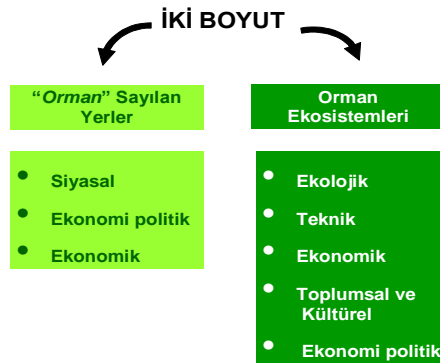 İKİ BOYUT
“Orman” Sayılan
Yerler
• Siyasal
• Ekonomi politik
• Ekonomik
Orman
Ekosistemleri
• Ekolojik
• Teknik
• Ekonomik
• Toplumsal ve
Kültürel
• Ekonomi politik